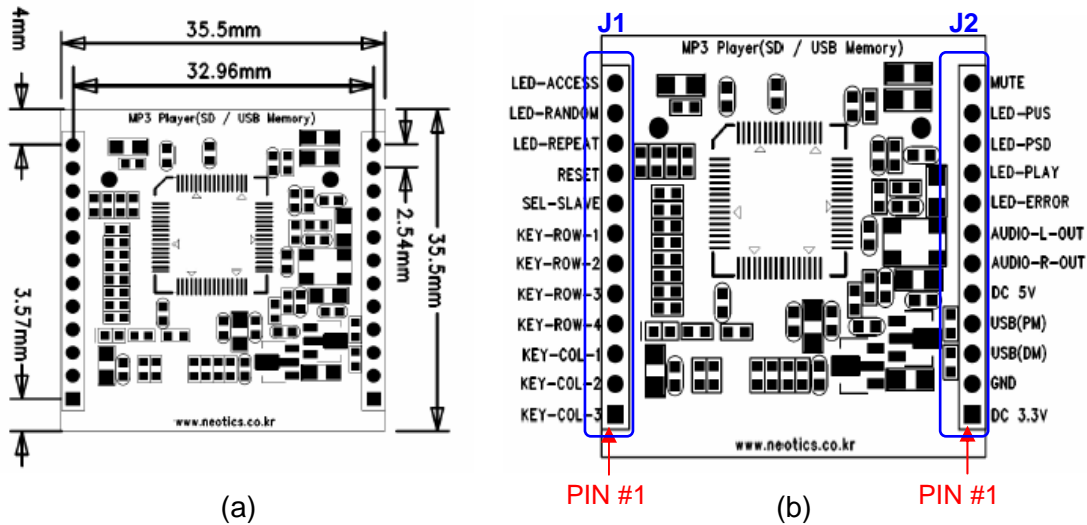 4mm
35.5mm
32.96mm
MP3 Player(SD / USB Memory)
2.54mm
35.5mm
3.57mm
www.neotics.co.kr
(a)
J1
J2
MP3 Player(SD / USB Memory)
LED-ACCESS
LED-RANDOM
LED-REPEAT
RESET
SEL-SLAVE
KEY-ROW-1
KEY-ROW-2
KEY-ROW-3
KEY-ROW-4
KEY-COL-1
KEY-COL-2
KEY-COL-3
MUTE
LED-PUS
LED-PSD
LED-PLAY
LED-ERROR
AUDIO-L-OUT
AUDIO-R-OUT
DC 5V
USB(PM)
USB(DM)
GND
DC 3.3V
www.neotics.co.kr
PIN #1
PIN #1
(b)